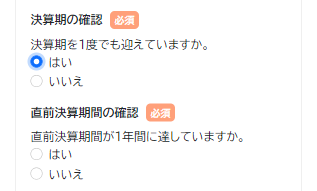 決算期の確認 必須
決算期を1度でも迎えていますか。
はい
いいえ
直前決算期間の確認 必須
直前決算期間が1年間に達していますか。
はい
いいえ